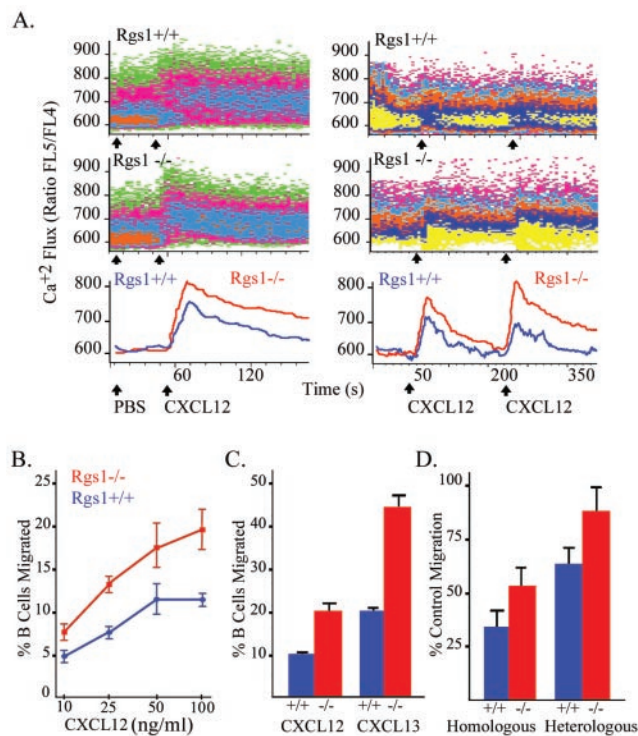 A.
Rgs1+/+
Rgs1+/+
900
800
700
600
900
800
700
600
Rgs1 -/-
Rgs1 -/-
900
800
700
600
900
800
700
600
Ca+2 Flux (Ratio FL5/FL4)
Rgs1+/+ Rgs1-/-
Rgs1+/+ Rgs1-/-
800
700
600
800
700
600
60 120
Time (s)
50 200 350
PBS CXCL12
CXCL12 CXCL12
B.
Rgs1-/-
Rgs1+/+
% B Cells Migrated
25
20
15
10
5
0
10 25 50 100
CXCL12 (ng/ml)
C.
% B Cells Migrated
50
40
30
20
10
0
+/+ -/- +/+ -/-
CXCL12 CXCL13
D.
% Control Migration
100
75
50
25
+/+ -/- +/+ -/-
Homologous Heterologous